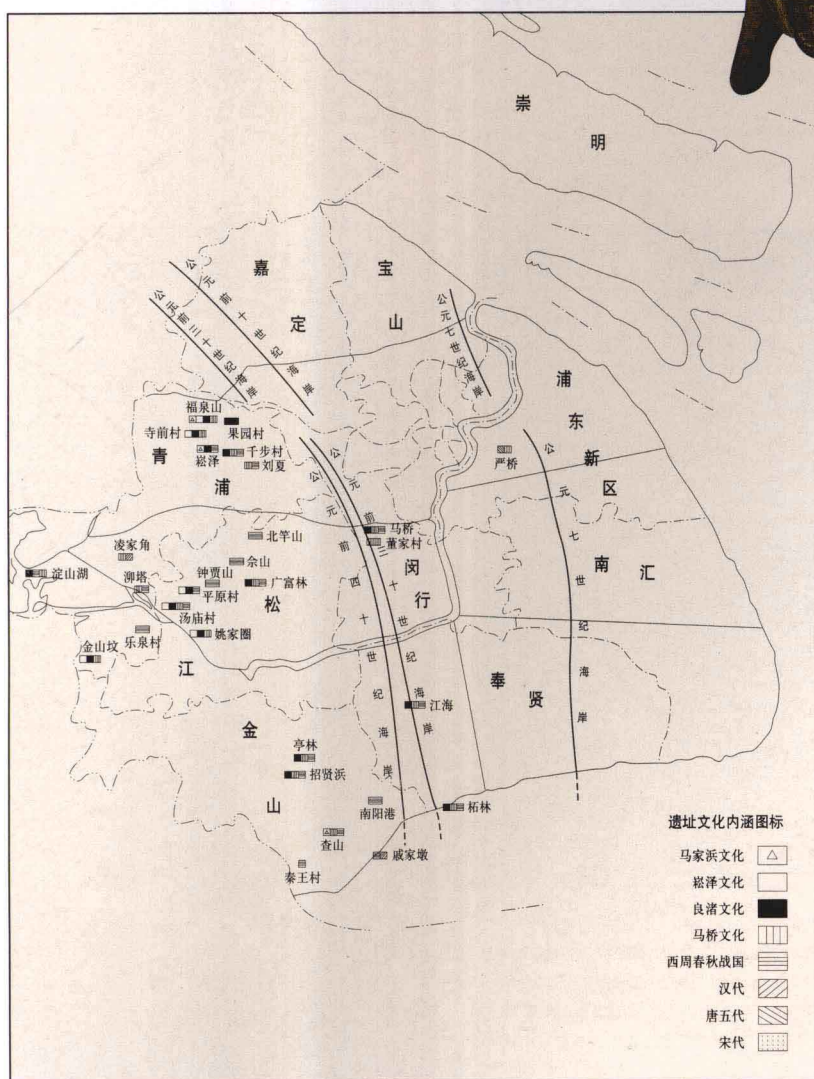 崇明
嘉定
宝山
公元前十世纪海岸
公元前三十世纪海岸
公元七世纪海岸
浦东新区
福泉山
果园村
寺前村
崧泽
千步村
刘夏
严桥
青浦
公元前三十世纪海岸
公元前四十世纪海岸
公元七世纪海岸
北竿山
马桥
董家村
凌家角
佘山
淀山湖
泖塔
钟贾山
平原村
广富林
闵行
南汇
汤庙村
松江
乐泉村
姚家圈
金山坟
奉贤
江海
金山
亭林
招贤浜
南阳港
柘林
查山
戚家墩
秦王村
遗址文化内涵图标
马家浜文化
崧泽文化
良渚文化
马桥文化
西周春秋战国
汉代
唐五代
宋代